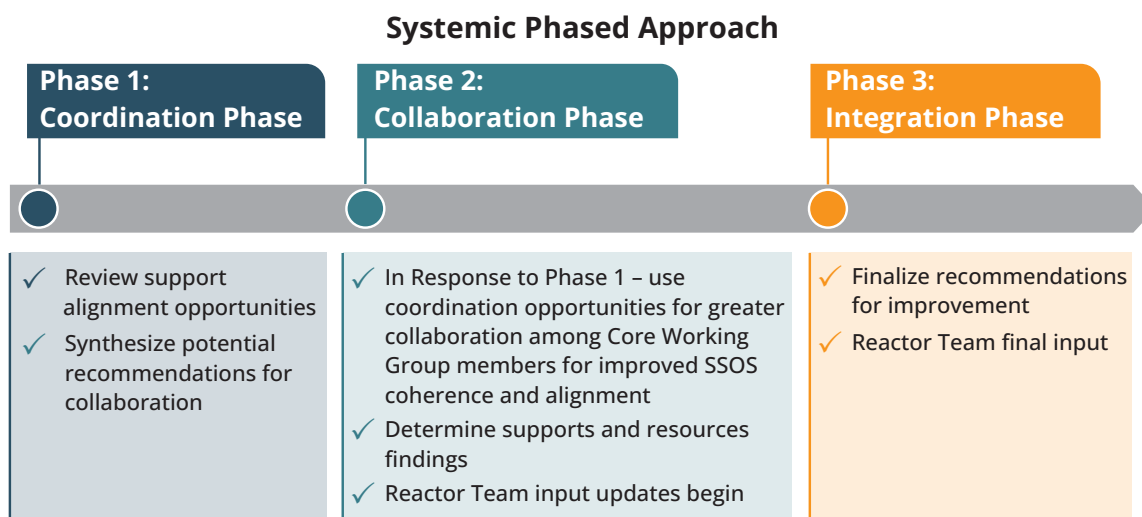 Systemic Phased Approach
Phase 1:
Coordination Phase
Phase 2:
Collaboration Phase
Phase 3:
Integration Phase
Review support
alignment opportunities
Synthesize potential
recommendations for
collaboration
In Response to Phase 1 – use
coordination opportunities for greater
collaboration among Core Working
Group members for improved SSOS
coherence and alignment
Determine supports and resources
findings
Reactor Team input updates begin
Finalize recommendations
for improvement
Reactor Team final input